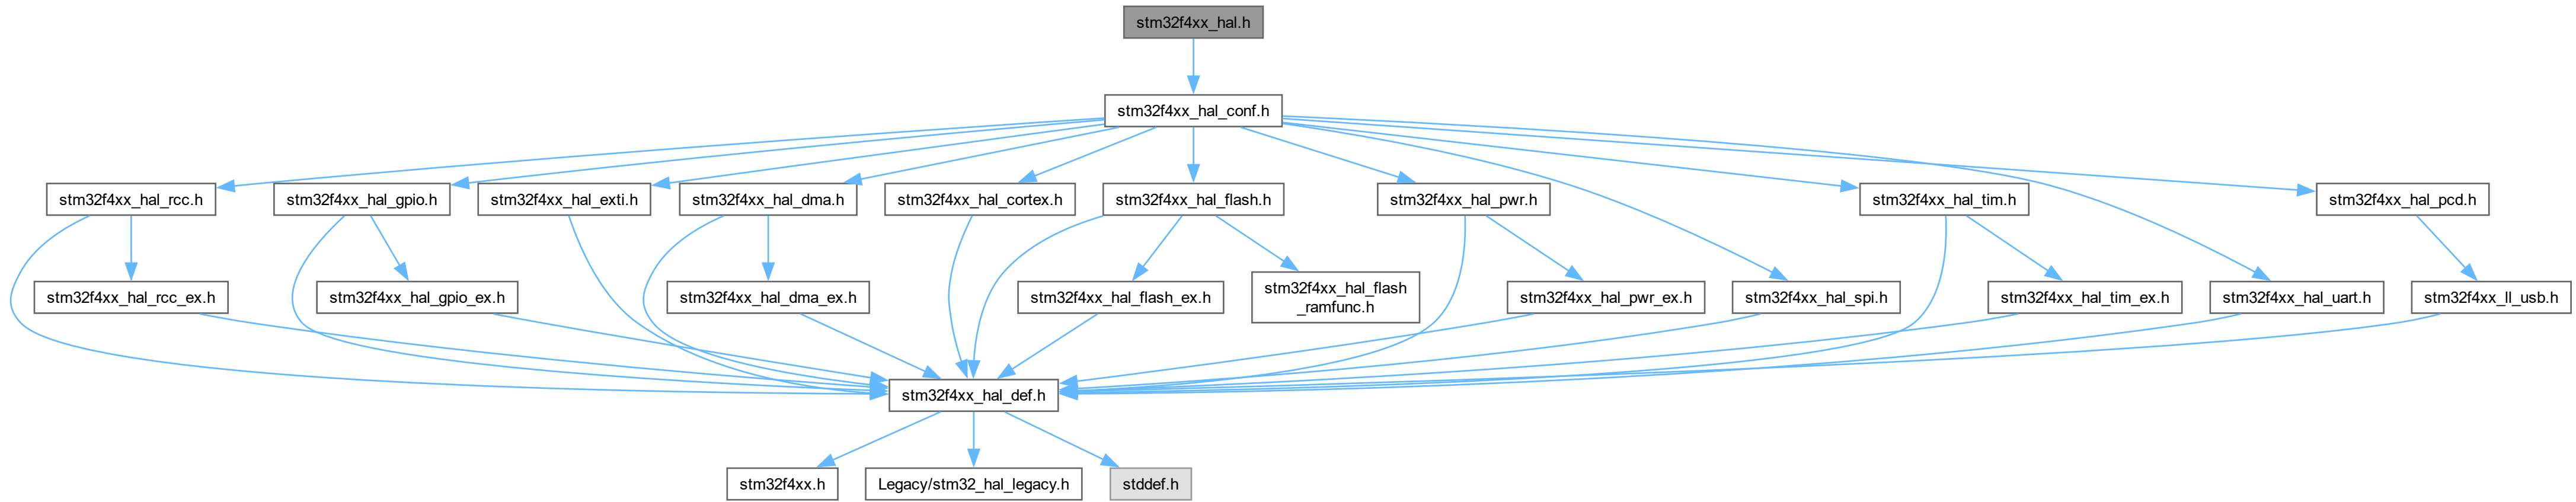 stm32f4xx_hal.h
stm32f4xx_hal_conf.h
stm32f4xx_hal_rcc.h
stm32f4xx_hal_gpio.h
stm32f4xx_hal_exti.h
stm32f4xx_hal_dma.h
stm32f4xx_hal_cortex.h
stm32f4xx_hal_flash.h
stm32f4xx_hal_pwr.h
stm32f4xx_hal_tim.h
stm32f4xx_hal_pcd.h
stm32f4xx_hal_rcc_ex.h
stm32f4xx_hal_gpio_ex.h
stm32f4xx_hal_dma_ex.h
stm32f4xx_hal_flash_ex.h
stm32f4xx_hal_flash
_ramfunc.h
stm32f4xx_hal_pwr_ex.h
stm32f4xx_hal_spi.h
stm32f4xx_hal_tim_ex.h
stm32f4xx_hal_uart.h
stm32f4xx_ll_usb.h
stm32f4xx_hal_def.h
stm32f4xx.h
Legacy/stm32_hal_legacy.h
stddef.h